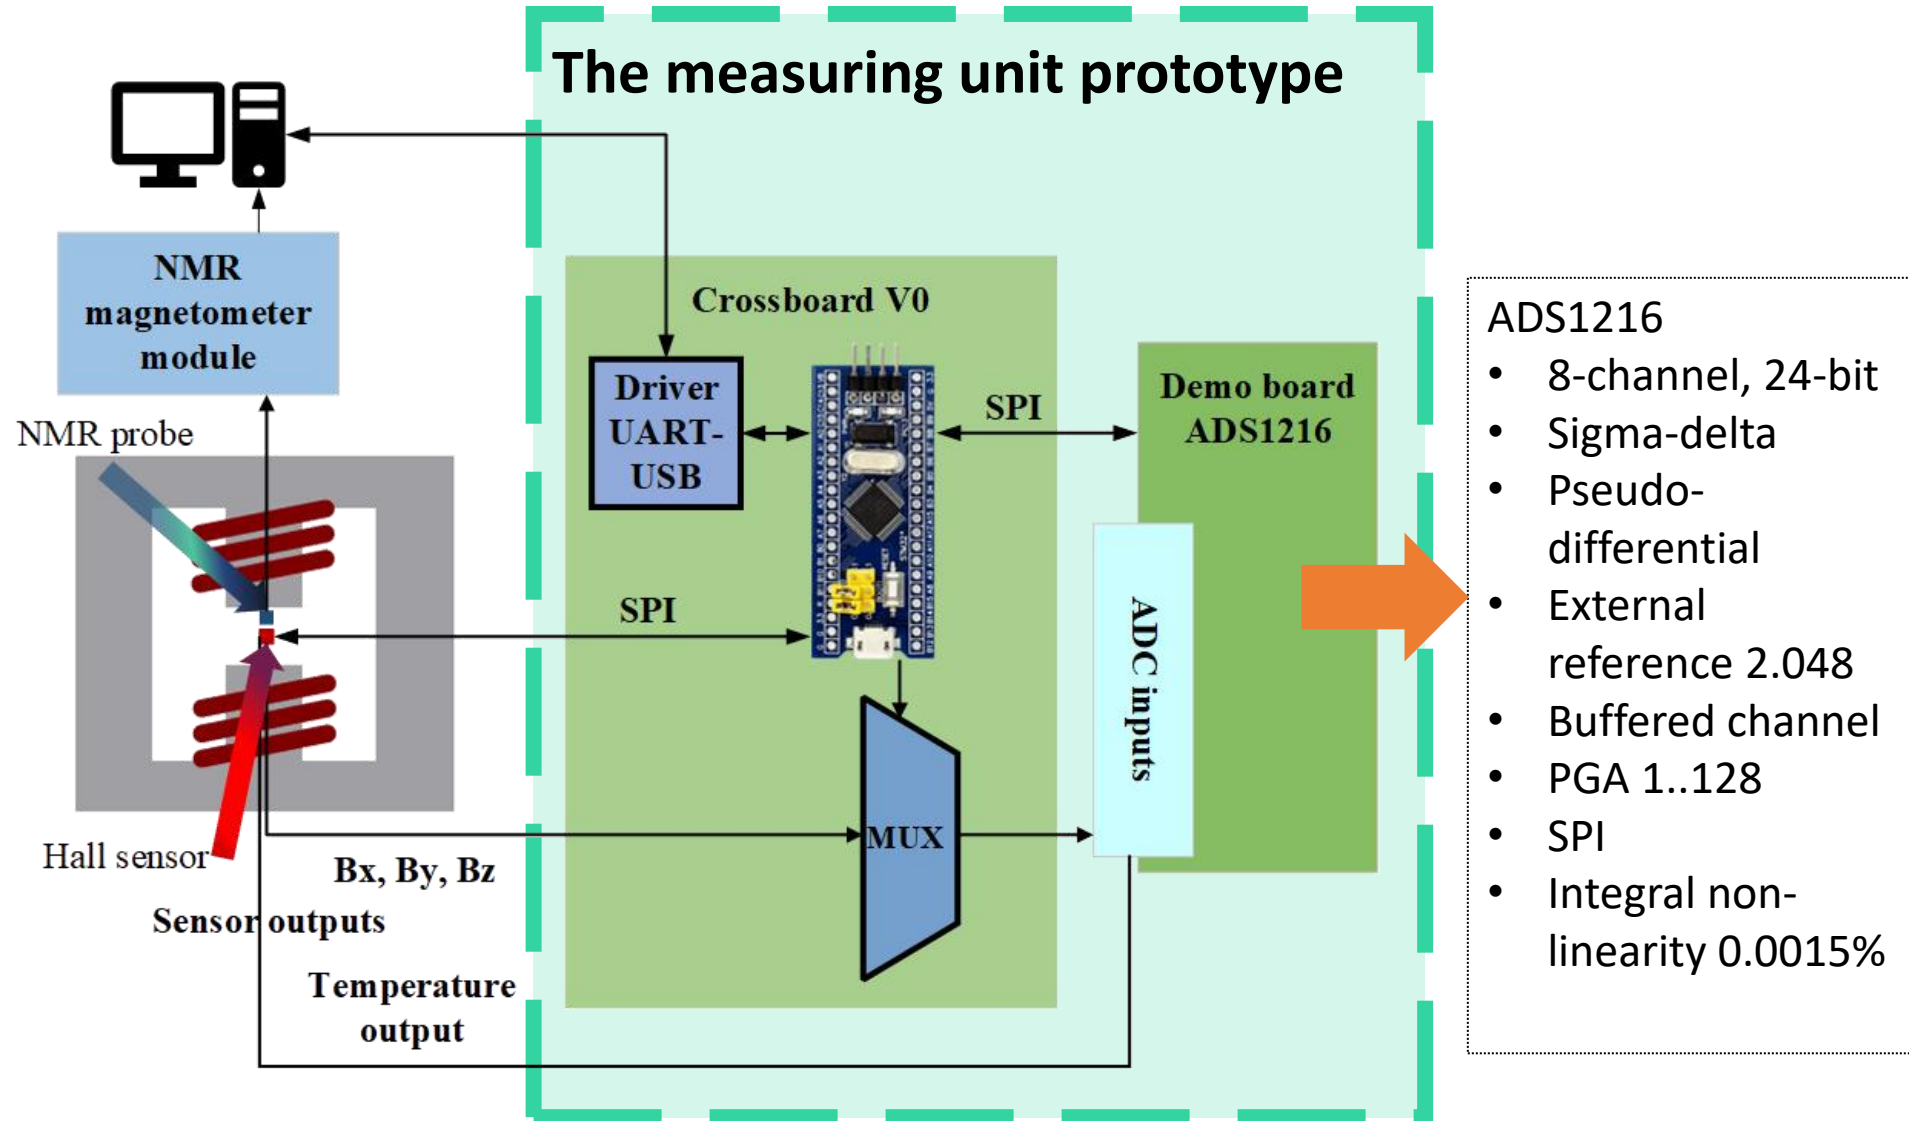 The measuring unit prototype
NMR
magnetometer
module
NMR probe
Hall sensor
Bx, By, Bz
Sensor outputs
Temperature
output
Crossboard V0
Driver
UART-
USB
SPI
SPI
MUX
Demo board
ADS1216
ADC inputs
ADS1216
• 8-channel, 24-bit
• Sigma-delta
• Pseudo-
differential
• External
reference 2.048
• Buffered channel
• PGA 1..128
• SPI
• Integral non-
linearity 0.0015%